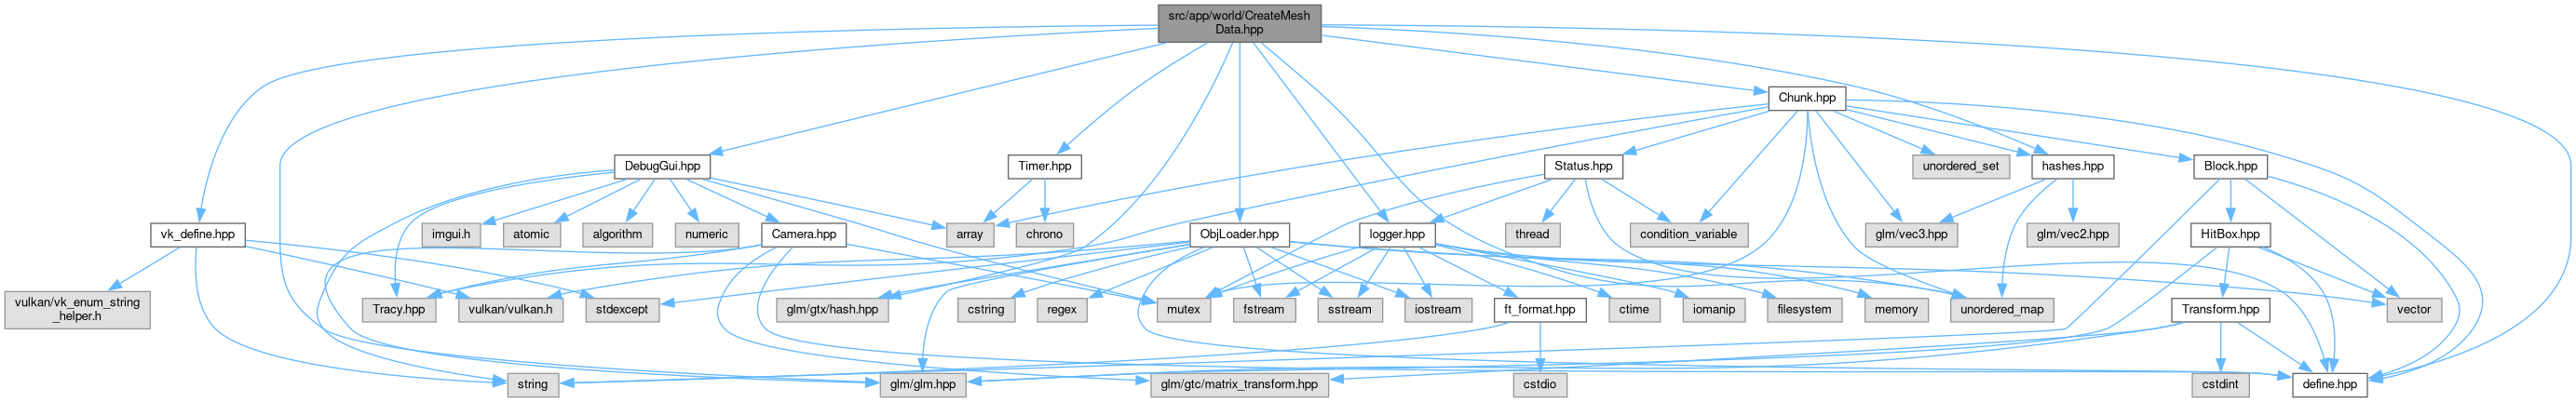 src/app/world/CreateMesh
Data.hpp
Chunk.hpp
DebugGui.hpp
Timer.hpp
Status.hpp
unordered_set
hashes.hpp
Block.hpp
vk_define.hpp
imgui.h
atomic
algorithm
numeric
Camera.hpp
array
chrono
ObjLoader.hpp
logger.hpp
thread
condition_variable
glm/vec3.hpp
glm/vec2.hpp
HitBox.hpp
vulkan/vk_enum_string
_helper.h
Tracy.hpp
vulkan/vulkan.h
stdexcept
glm/gtx/hash.hpp
cstring
regex
mutex
fstream
sstream
iostream
ft_format.hpp
ctime
iomanip
filesystem
memory
unordered_map
Transform.hpp
vector
string
glm/glm.hpp
glm/gtc/matrix_transform.hpp
cstdio
cstdint
define.hpp